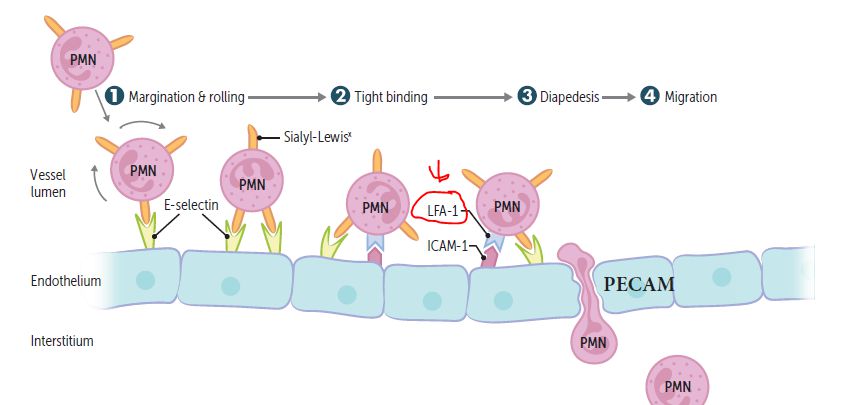 PMN
1 Margination & rolling
2 Tight binding
3 Diapedesis
4 Migration
Sialyl-Lewisˣ
Vessel
lumen
PMN
PMN
E-selectin
PMN
LFA-1
PMN
ICAM-1
Endothelium
PECAM
Interstitium
PMN
PMN